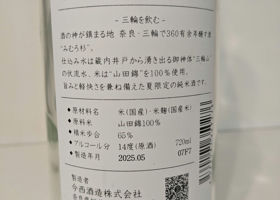 －三輪を飲む－
酒の神が鎮まる地 奈良・三輪で360有余年醸す酒
“みむろ杉”。
仕込み水は蔵内井戸から湧き出る御神体“三輪山”
の伏流水、米は“山田錦”を100％使用。
旨みと軽快さを兼ね備えた夏限定の純米酒です。
●原材料名 米(国産)・米麹(国産米)
●原料米 山田錦100%
●精米歩合 65%
●アルコール分 14度(原酒) 720ml
●製造年月 2025.05 07F7
製造者
今西酒造株式会社